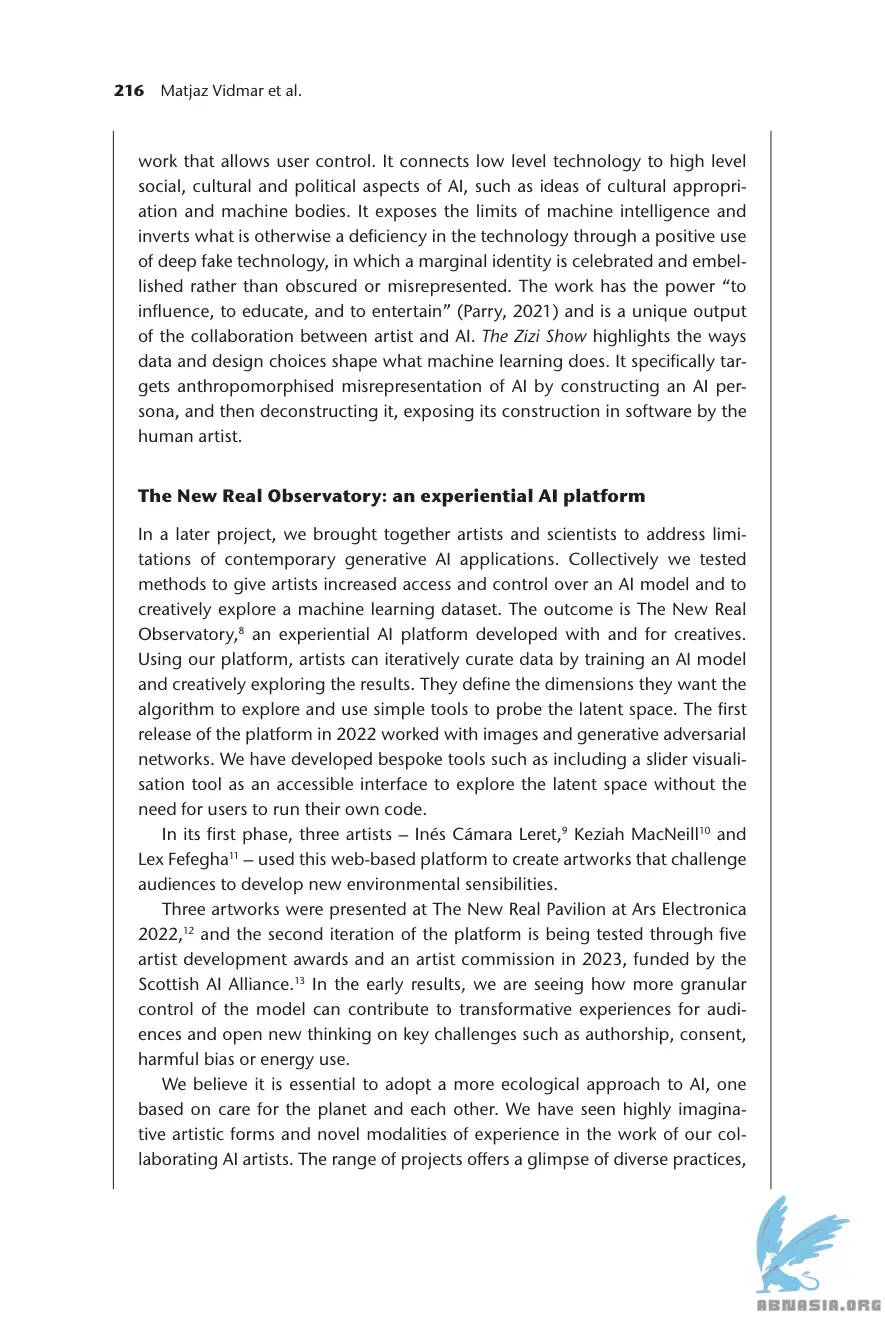 216 Matjaz Vidmar et al.
work that allows user control. It connects low level technology to high level
social, cultural and political aspects of AI, such as ideas of cultural appropri-
ation and machine bodies. It exposes the limits of machine intelligence and
inverts what is otherwise a deficiency in the technology through a positive use
of deep fake technology, in which a marginal identity is celebrated and embel-
lished rather than obscured or misrepresented. The work has the power “to
influence, to educate, and to entertain” (Parry, 2021) and is a unique output
of the collaboration between artist and AI. The Zizi Show highlights the ways
data and design choices shape what machine learning does. It specifically tar-
gets anthropomorphised misrepresentation of AI by constructing an AI per-
sona, and then deconstructing it, exposing its construction in software by the
human artist.
The New Real Observatory: an experiential AI platform
In a later project, we brought together artists and scientists to address limi-
tations of contemporary generative AI applications. Collectively we tested
methods to give artists increased access and control over an AI model and to
creatively explore a machine learning dataset. The outcome is The New Real
Observatory,⁸ an experiential AI platform developed with and for creatives.
Using our platform, artists can iteratively curate data by training an AI model
and creatively exploring the results. They define the dimensions they want the
algorithm to explore and use simple tools to probe the latent space. The first
release of the platform in 2022 worked with images and generative adversarial
networks. We have developed bespoke tools such as including a slider visuali-
sation tool as an accessible interface to explore the latent space without the
need for users to run their own code.
In its first phase, three artists – Inés Cámara Leret,⁹ Keziah MacNeill¹⁰ and
Lex Fefegha¹¹ – used this web-based platform to create artworks that challenge
audiences to develop new environmental sensibilities.
Three artworks were presented at The New Real Pavilion at Ars Electronica
2022,¹² and the second iteration of the platform is being tested through five
artist development awards and an artist commission in 2023, funded by the
Scottish AI Alliance.¹³ In the early results, we are seeing how more granular
control of the model can contribute to transformative experiences for audi-
ences and open new thinking on key challenges such as authorship, consent,
harmful bias or energy use.
We believe it is essential to adopt a more ecological approach to AI, one
based on care for the planet and each other. We have seen highly imagina-
tive artistic forms and novel modalities of experience in the work of our col-
laborating AI artists. The range of projects offers a glimpse of diverse practices,
ABNASIA.ORG